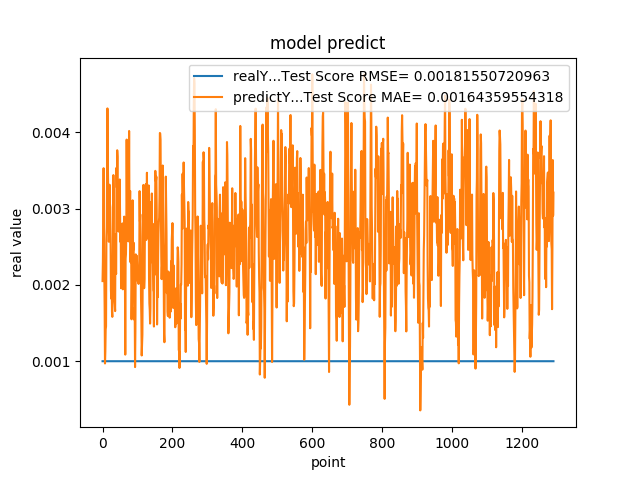 model predict
realY...Test Score RMSE= 0.00181550720963
predictY...Test Score MAE= 0.00164359554318
0.004
0.003
0.002
0.001
real value
0 200 400 600 800 1000 1200
point